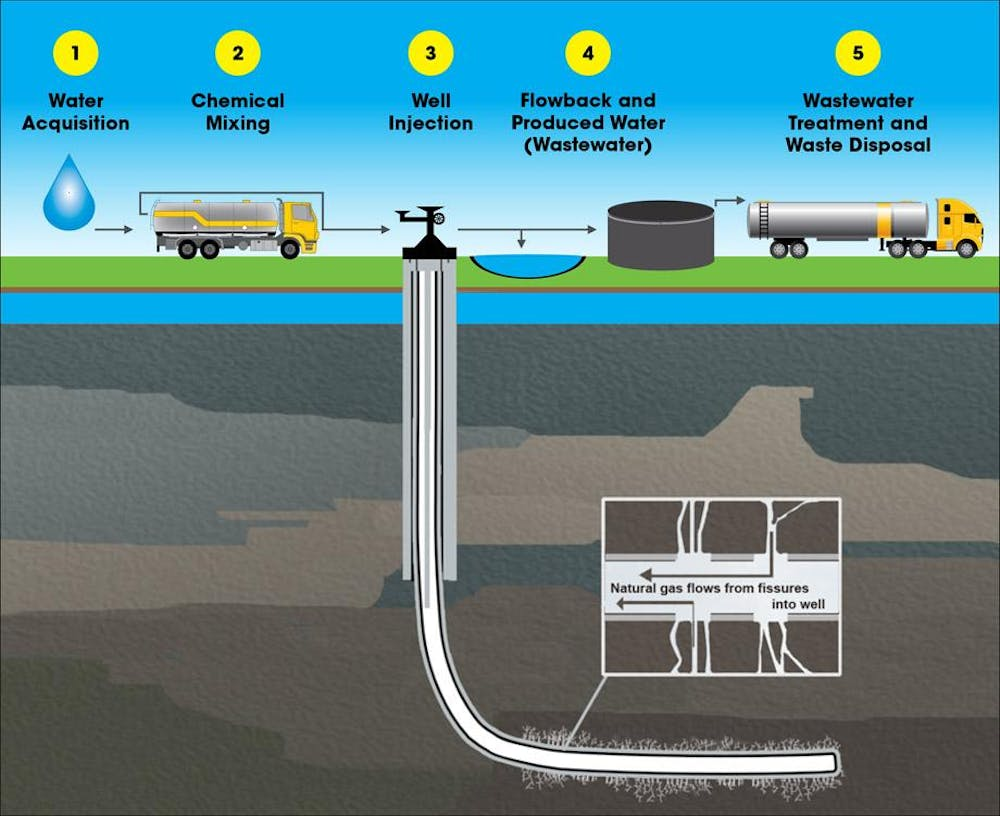 1
Water
Acquisition
2
Chemical
Mixing
3
Well
Injection
4
Flowback and
Produced Water
(Wastewater)
5
Wastewater
Treatment and
Waste Disposal
Natural gas flows from fissures
into well